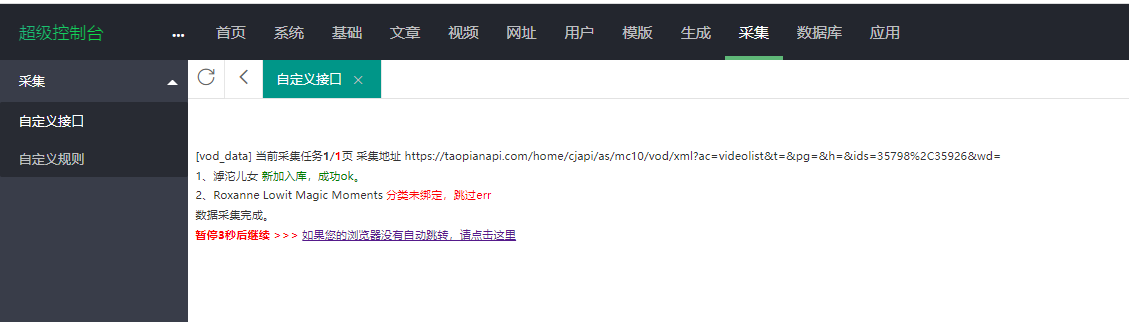 超级控制台 ••• 首页 系统 基础 文章 视频 网址 用户 模版 生成 采集 数据库 应用
采集
自定义接口
自定义规则
自定义接口 ×
[vod_data] 当前采集任务1/1页 采集地址 https://taopianapi.com/home/cjapi/as/mc10/vod/xml?ac=videolist&t=&pg=&h=&ids=35798%2C35926&wd=
1、滹沱儿女 新加入库，成功ok。
2、Roxanne Lowit Magic Moments 分类未绑定，跳过err
数据采集完成。
暂停3秒后继续 >>> 如果您的浏览器没有自动跳转，请点击这里